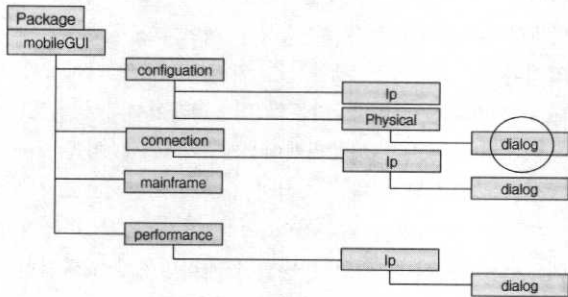 Package
mobileGUI
configuation
Ip
Physical
connection
dialog
Ip
mainframe
dialog
performance
Ip
dialog